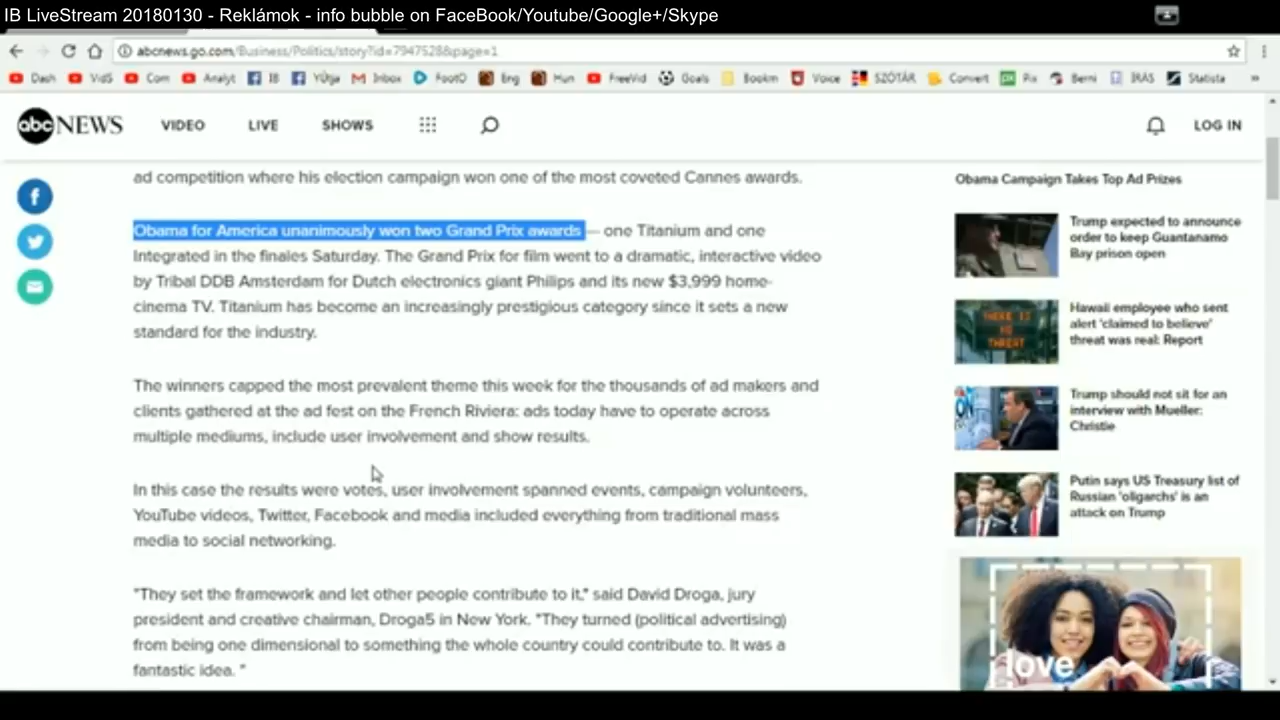 IB LiveStream 20180130 - Reklámok - info bubble on FaceBook/Youtube/Google+/Skype
abcnews.go.com/Business/Politics/story?id=7947528&page=1
Dash VidS Com Analyt IB YÚtja Inbox FootO Eng Hun FreeVid Goals Bookm Voice SZÓTÁR Convert Pix Berni ÍRÁS Statista »
abc NEWS VIDEO LIVE SHOWS LOG IN
ad competition where his election campaign won one of the most coveted Cannes awards.
Obama for America unanimously won two Grand Prix awards — one Titanium and one
Integrated in the finales Saturday. The Grand Prix for film went to a dramatic, interactive video
by Tribal DDB Amsterdam for Dutch electronics giant Philips and its new $3,999 home-
cinema TV. Titanium has become an increasingly prestigious category since it sets a new
standard for the industry.
The winners capped the most prevalent theme this week for the thousands of ad makers and
clients gathered at the ad fest on the French Riviera: ads today have to operate across
multiple mediums, include user involvement and show results.
In this case the results were votes, user involvement spanned events, campaign volunteers,
YouTube videos, Twitter, Facebook and media included everything from traditional mass
media to social networking.
"They set the framework and let other people contribute to it," said David Droga, jury
president and creative chairman, Droga5 in New York. "They turned (political advertising)
from being one dimensional to something the whole country could contribute to. It was a
fantastic idea. "
Obama Campaign Takes Top Ad Prizes
Trump expected to announce
order to keep Guantanamo
Bay prison open
THERE IS
NO
THREAT
Hawaii employee who sent
alert 'claimed to believe'
threat was real: Report
Trump should not sit for an
interview with Mueller:
Christie
Putin says US Treasury list of
Russian 'oligarchs' is an
attack on Trump
love